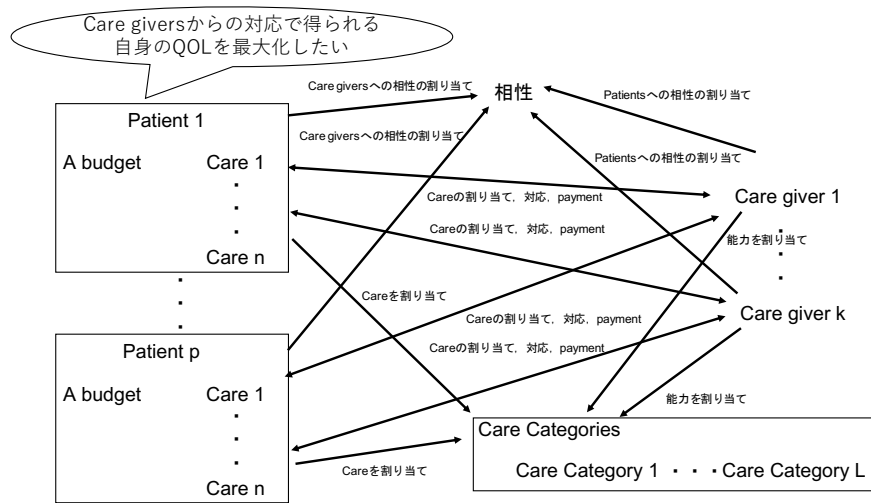 Care giversからの対応で得られる
自身のQOLを最大化したい
Care giversへの相性の割り当て
相性
Patientsへの相性の割り当て
Patient 1
Care giversへの相性の割り当て
Patientsへの相性の割り当て
A budget
Care 1
Careの割り当て，対応，payment
Care giver 1
Careの割り当て，対応，payment
能力を割り当て
Care n
Careを割り当て
Care giver k
Careの割り当て，対応，payment
Patient p
Careの割り当て，対応，payment
A budget
Care 1
能力を割り当て
Care Categories
Care Category 1 ・・・Care Category L
Careを割り当て
Care n